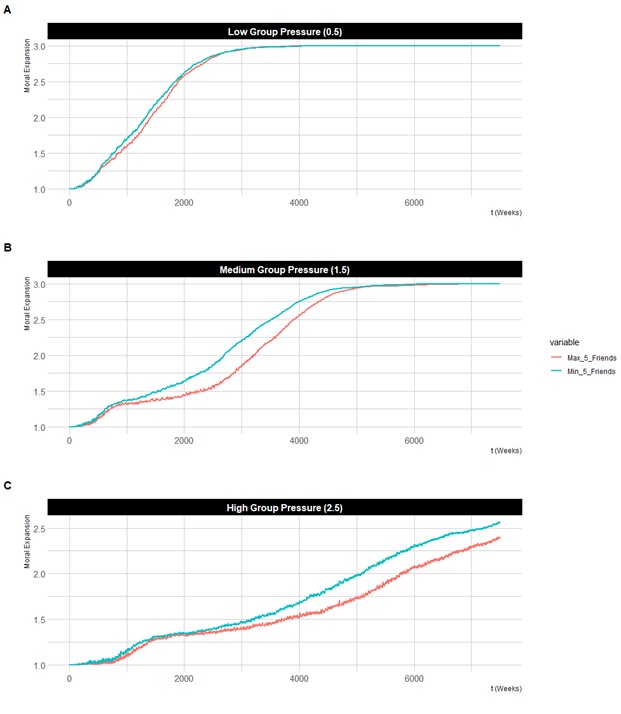 A
Low Group Pressure (0.5)
Moral Expansion
3.0
2.5
2.0
1.5
1.0
0
2000
4000
6000
t (Weeks)
B
Medium Group Pressure (1.5)
Moral Expansion
3.0
2.5
2.0
1.5
1.0
0
2000
4000
6000
t (Weeks)
variable
Max_5_Friends
Min_5_Friends
C
High Group Pressure (2.5)
Moral Expansion
2.5
2.0
1.5
1.0
0
2000
4000
6000
t (Weeks)